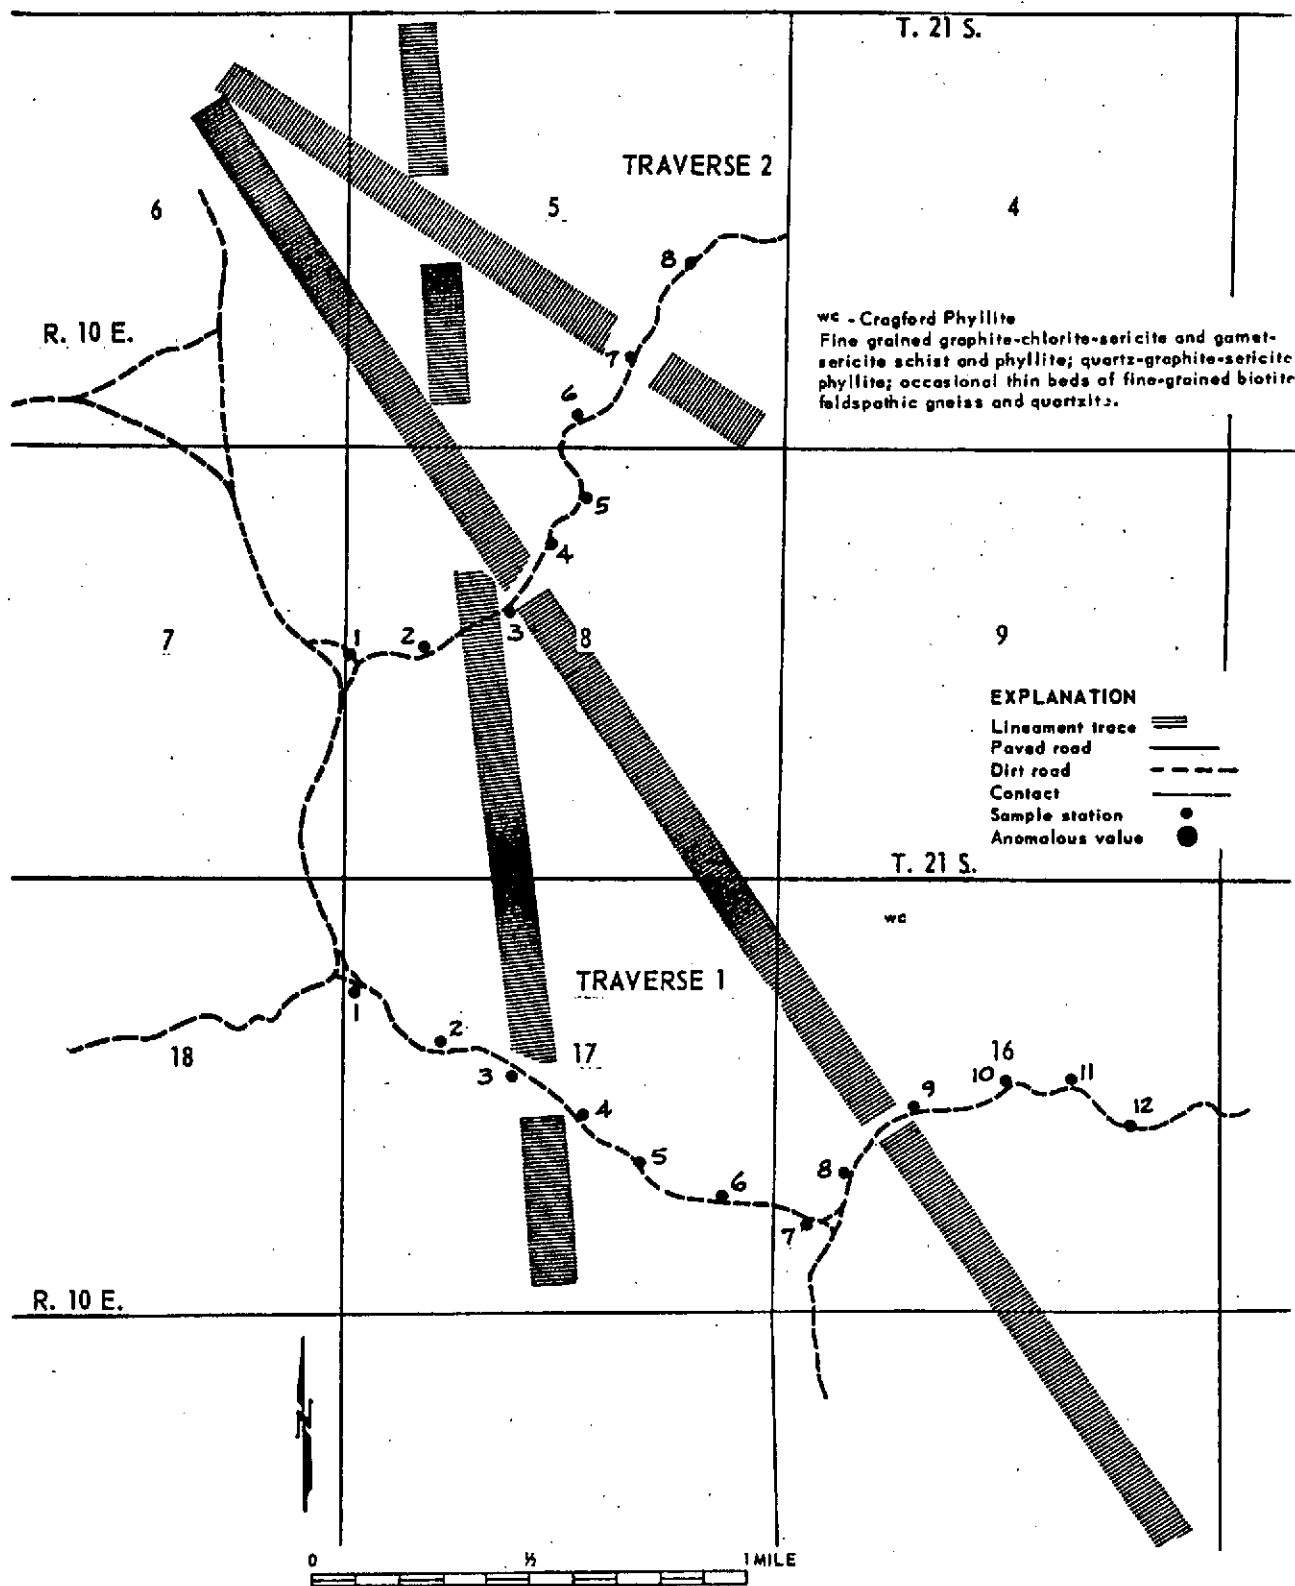 T. 21 S.
TRAVERSE 2
6
5
4
8
R. 10 E.
wc - Cragford Phyllite
Fine grained graphite-chlorite-sericite and garnet-
sericite schist and phyllite; quartz-graphite-sericite
phyllite; occasional thin beds of fine-grained biotite
feldspathic gneiss and quartzite.
7
6
5
4
3
7
1
2
8
9
EXPLANATION
Lineament trace
Paved road
Dirt road
Contact
Sample station
Anomalous value
T. 21 S.
wc
TRAVERSE 1
1
2
18
3
17
4
5
6
7
8
9
16
10
11
12
R. 10 E.
N
0 ½ 1 MILE